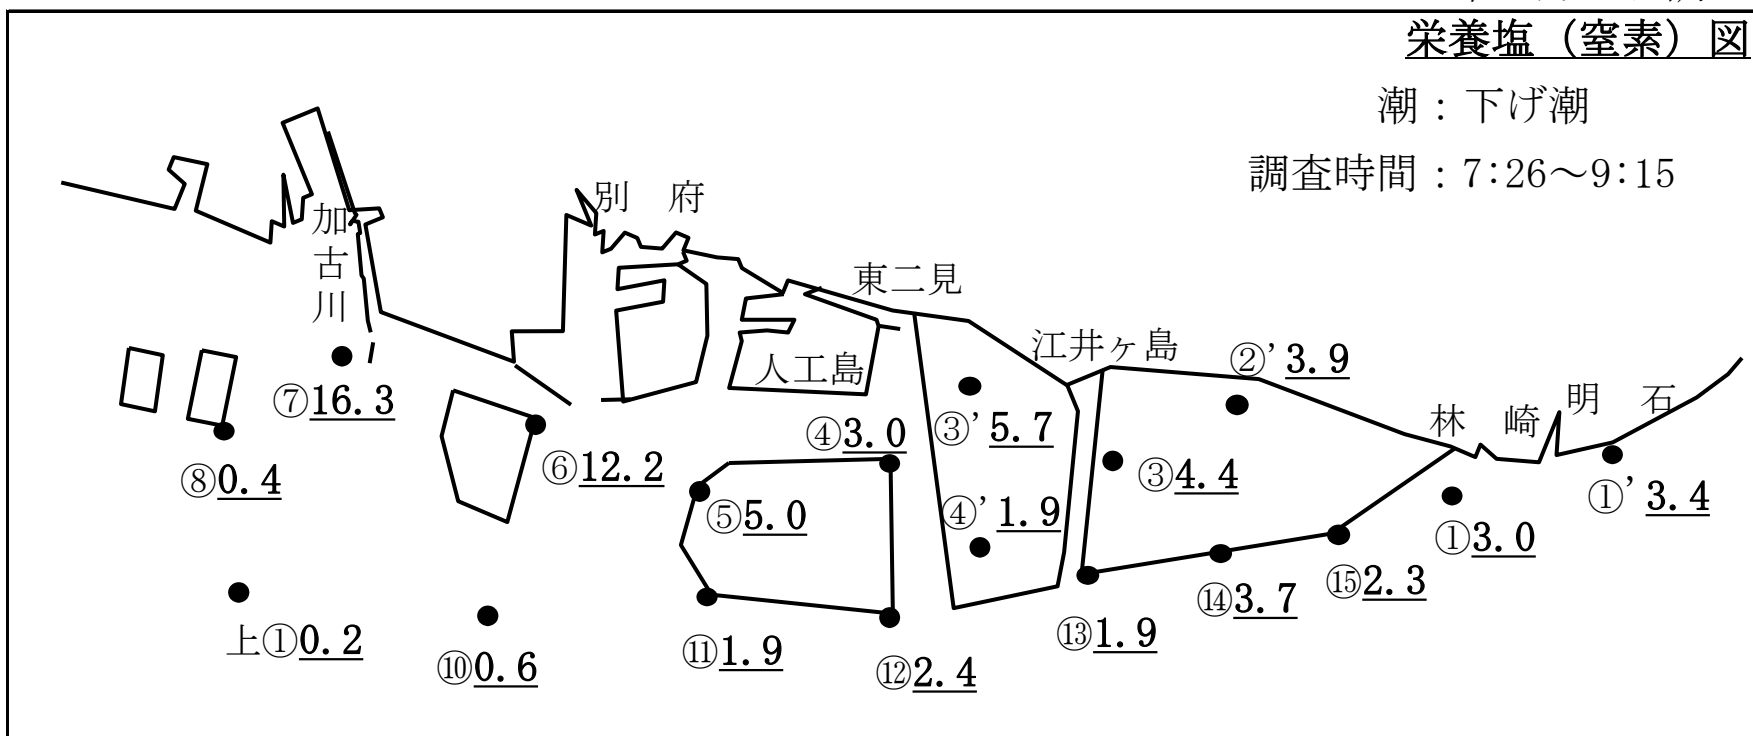 栄養塩（窒素）図
潮：下げ潮
調査時間：7:26～9:15
別 府
加古川
東二見
江井ヶ島
人工島
林 崎
明 石
②' 3.9
⑦16.3
③' 5.7
④3.0
⑥12.2
③4.4
⑧0.4
①' 3.4
⑤5.0
④' 1.9
①3.0
⑮2.3
⑭3.7
⑬1.9
上①0.2
⑪1.9
⑩0.6
⑫2.4